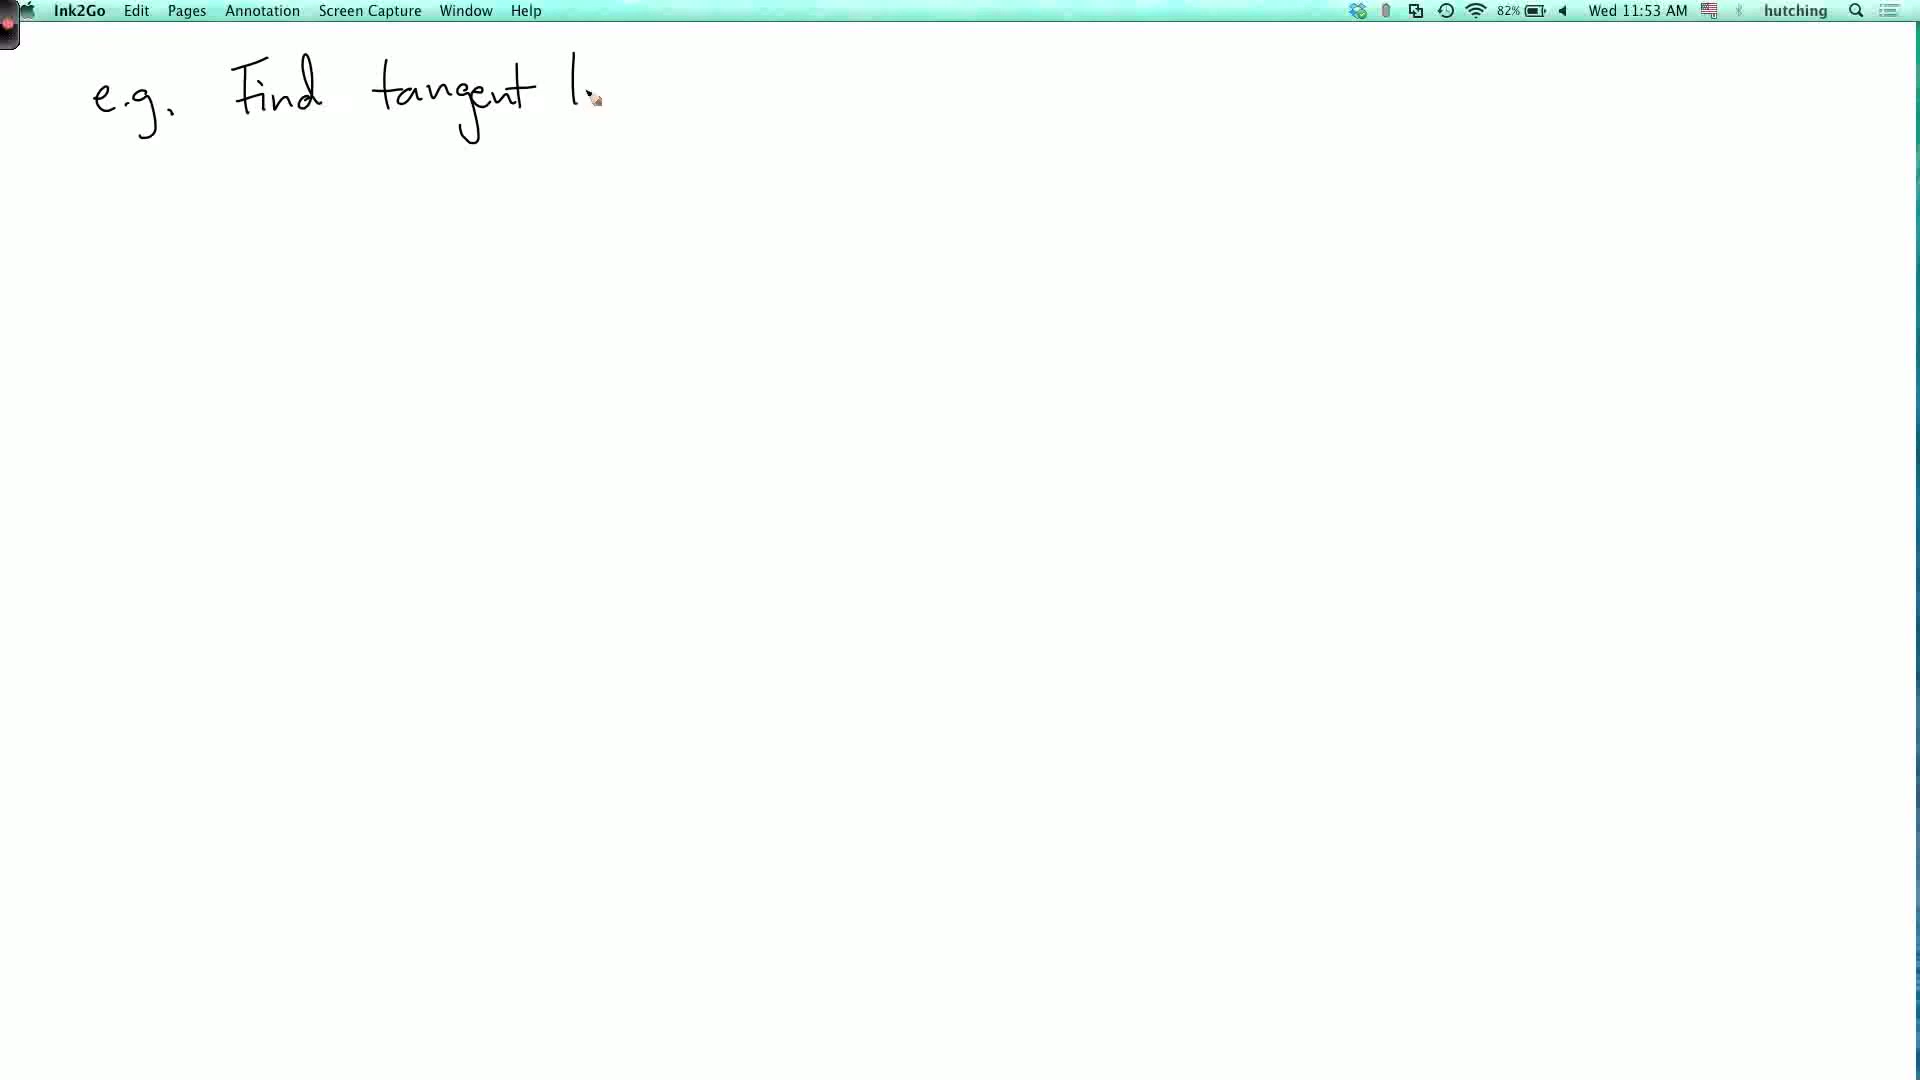 Ink2Go Edit Pages Annotation Screen Capture Window Help 82% Wed 11:53 AM hutching
e.g. Find tangent l